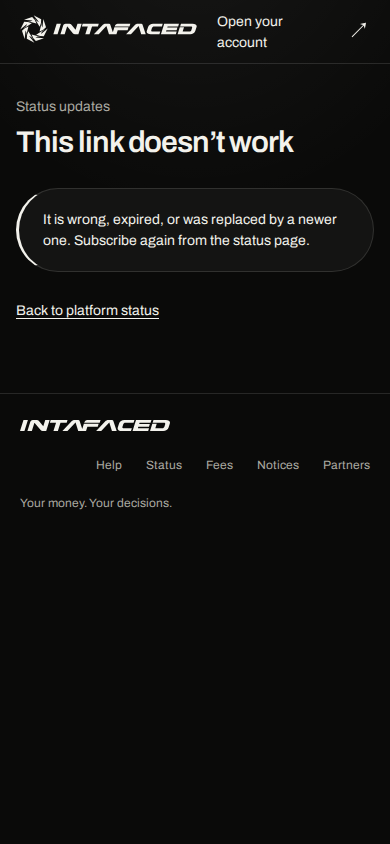 INTAFACED
Open your
account
Status updates
This link doesn’t work
It is wrong, expired, or was replaced by a newer
one. Subscribe again from the status page.
Back to platform status
INTAFACED
Help Status Fees Notices Partners
Your money. Your decisions.